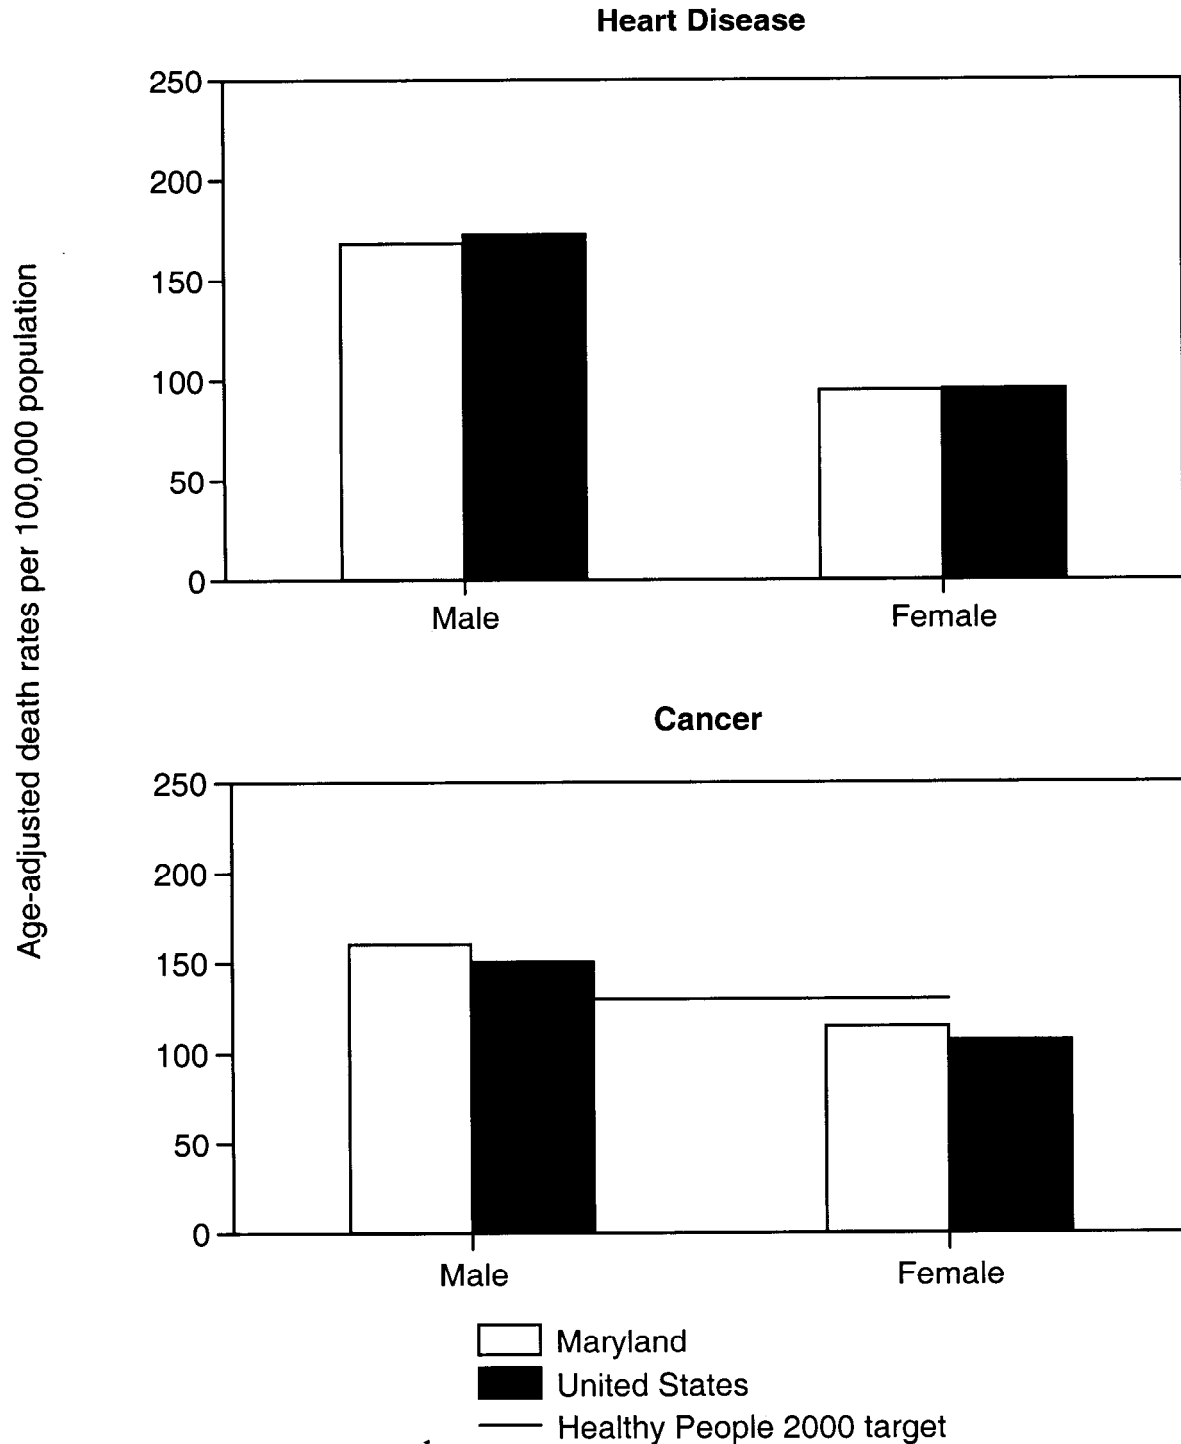 Heart Disease
Age-adjusted death rates per 100,000 population
250
200
150
100
50
0
Male Female
Cancer
250
200
150
100
50
0
Male Female
Maryland
United States
Healthy People 2000 target